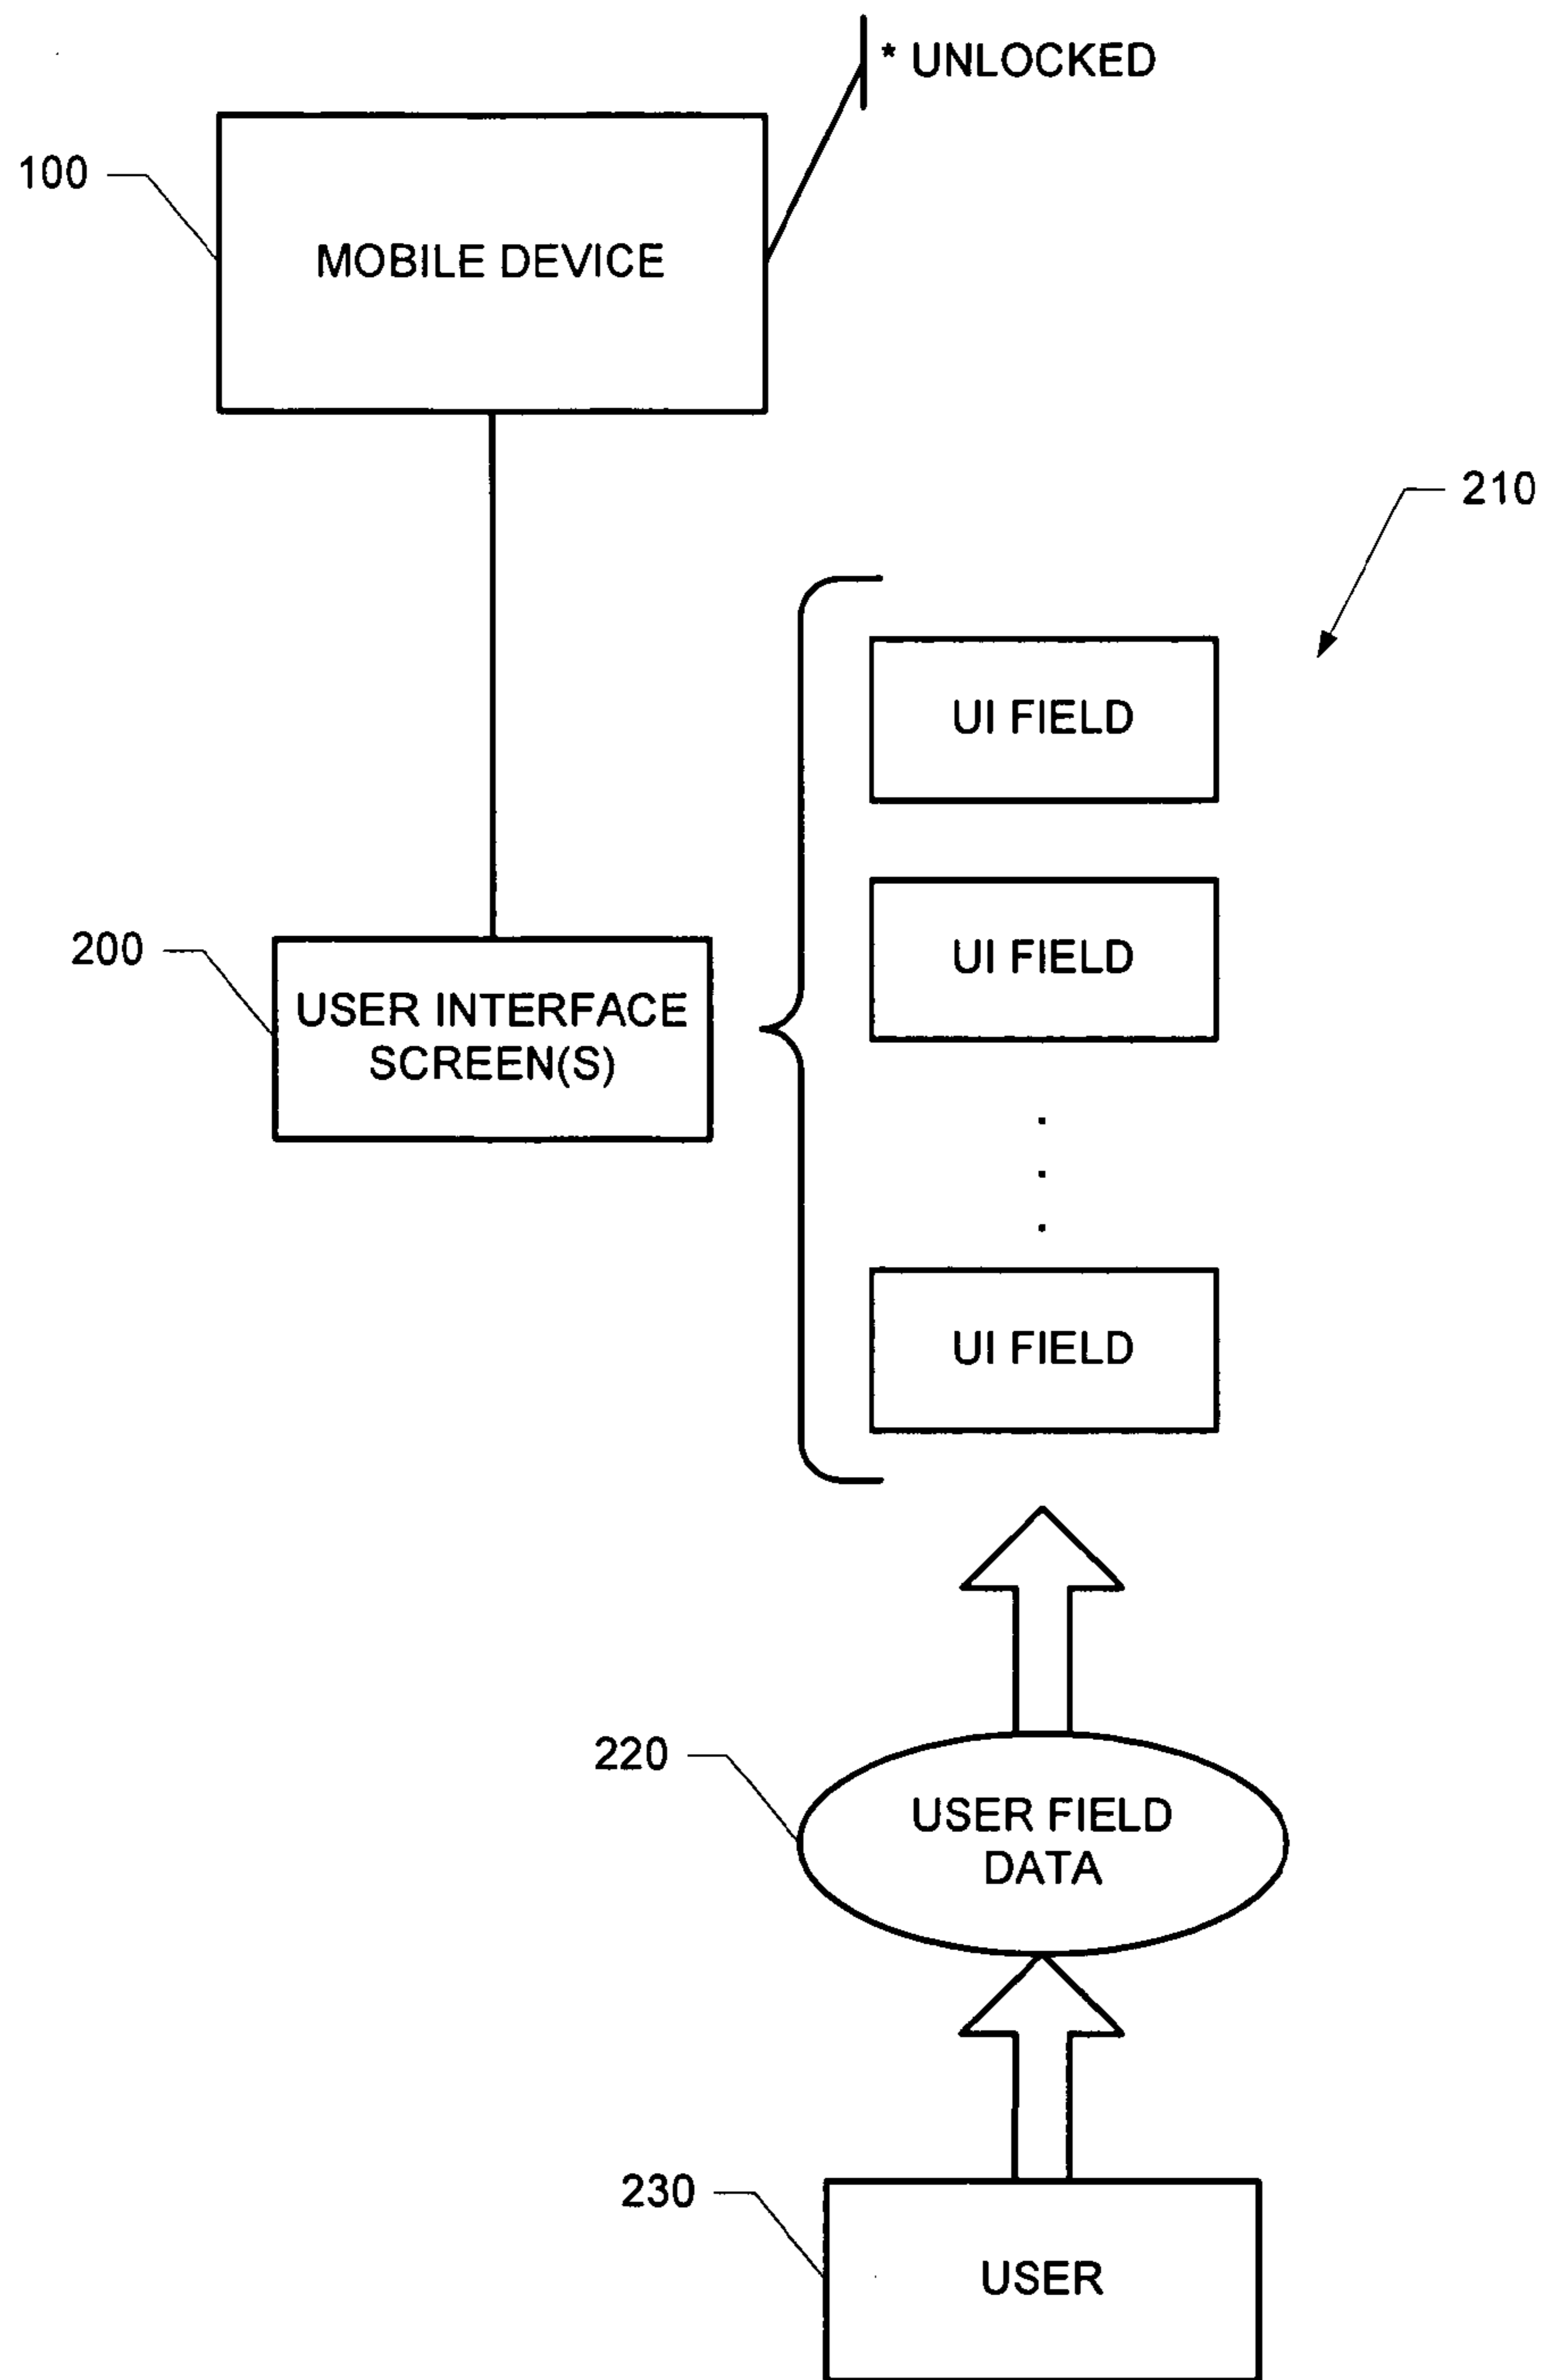 * UNLOCKED
100
MOBILE DEVICE
210
UI FIELD
200
USER INTERFACE
SCREEN(S)
UI FIELD
UI FIELD
220
USER FIELD
DATA
230
USER